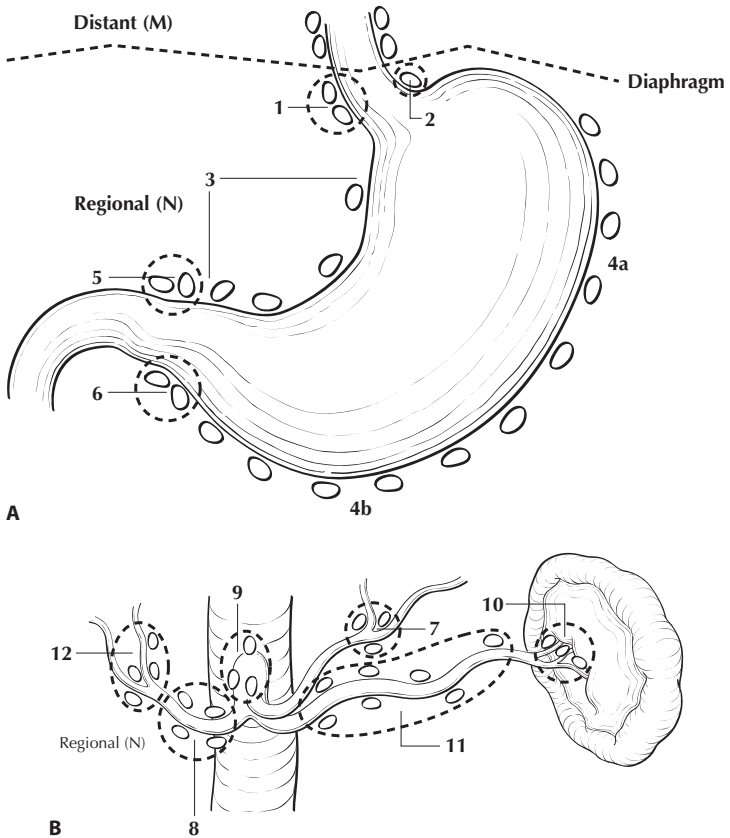 Distant (M)
Diaphragm
1
2
3
Regional (N)
4a
5
6
4b
A
9
10
7
12
Regional (N)
11
8
B